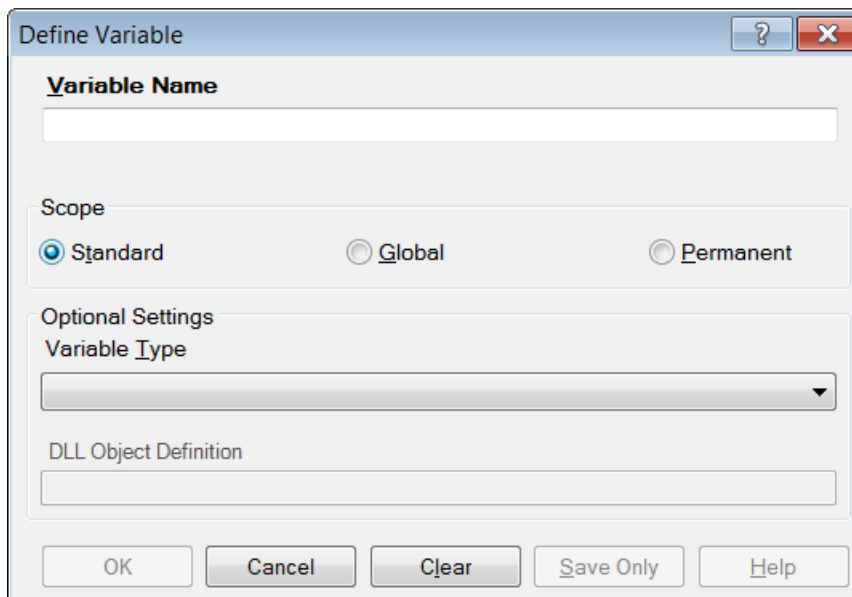 Define Variable
Variable Name
Scope
Standard Global Permanent
Optional Settings
Variable Type
DLL Object Definition
OK Cancel Clear Save Only Help